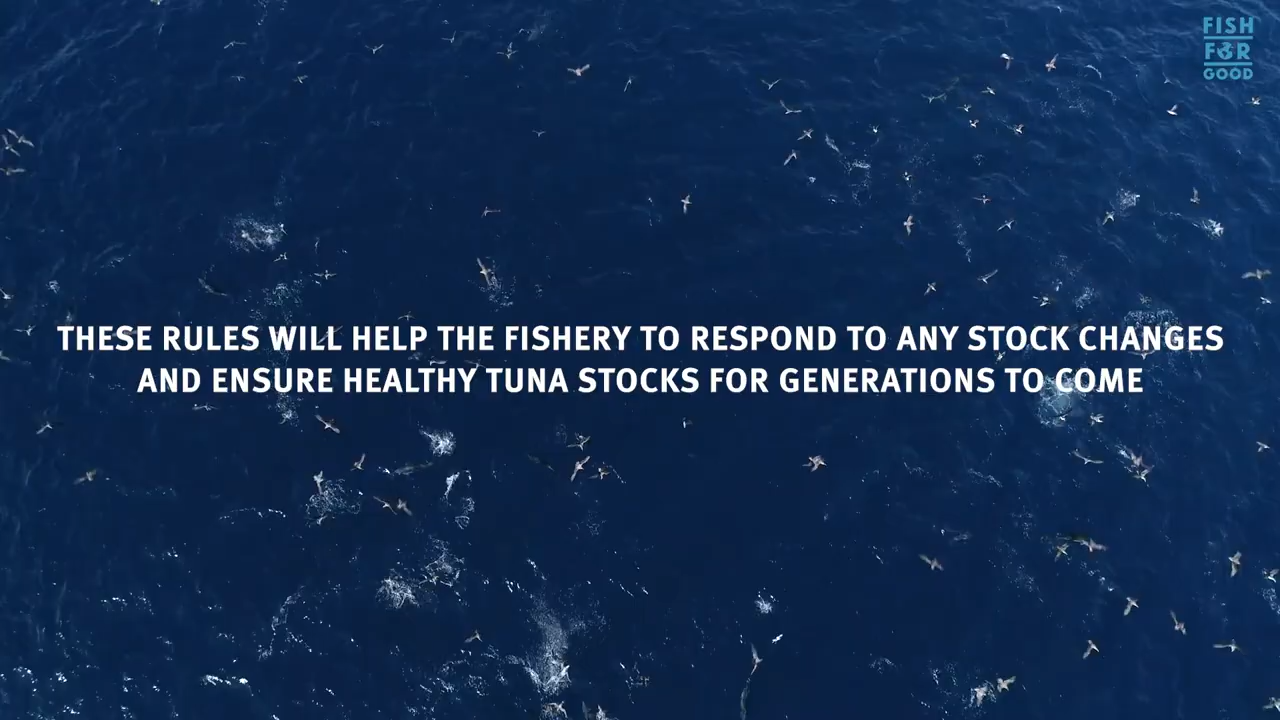 FISH
FOR
GOOD
THESE RULES WILL HELP THE FISHERY TO RESPOND TO ANY STOCK CHANGES
AND ENSURE HEALTHY TUNA STOCKS FOR GENERATIONS TO COME